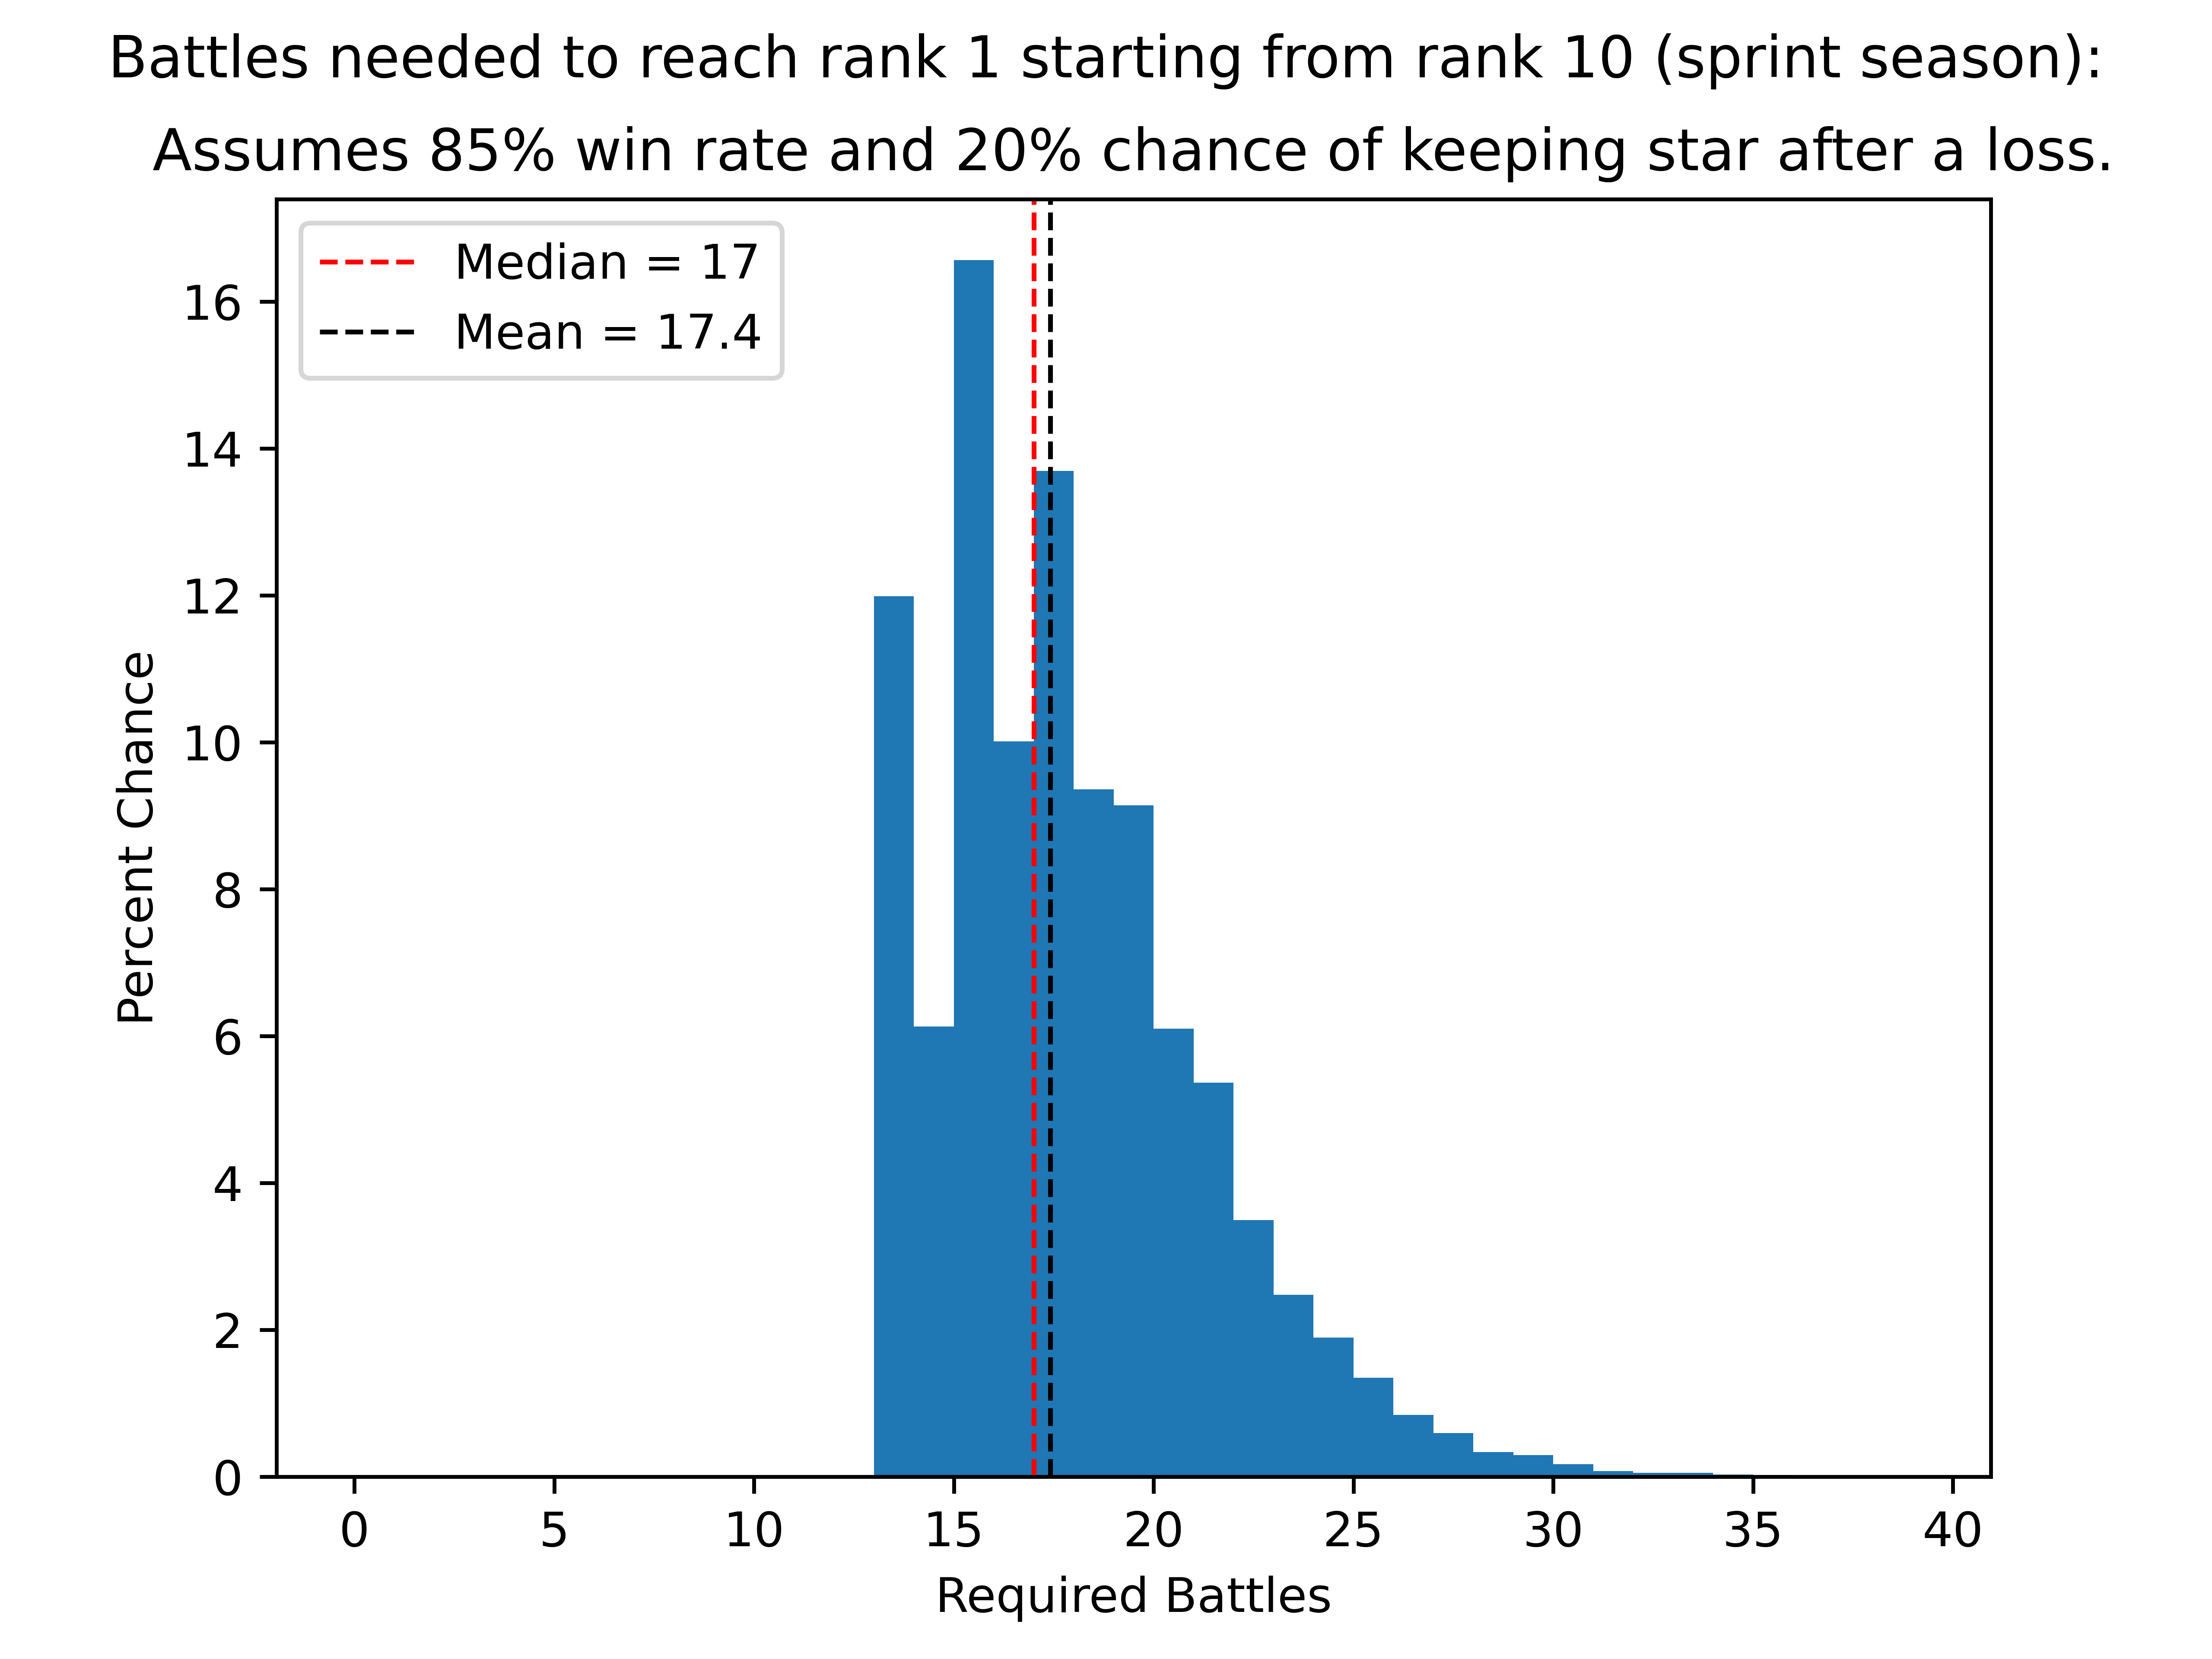 Battles needed to reach rank 1 starting from rank 10 (sprint season):
Assumes 85% win rate and 20% chance of keeping star after a loss.
Median = 17
Mean = 17.4
16
14
12
10
8
6
4
2
0
Percent Chance
0 5 10 15 20 25 30 35 40
Required Battles